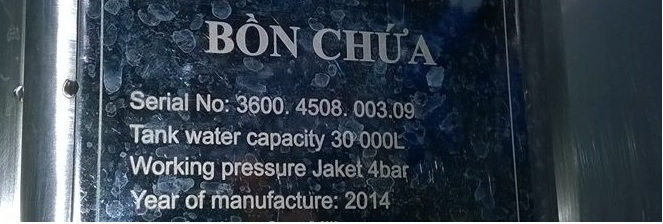 BỒN CHỨA
Serial No: 3600. 4508. 003.09
Tank water capacity 30 000L
Working pressure Jaket 4bar
Year of manufacture: 2014